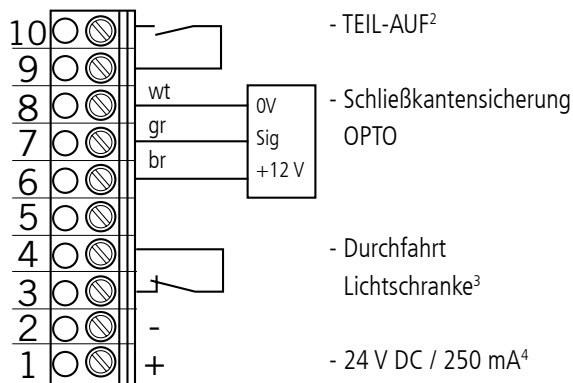 10 - TEIL-AUF²
9
8 wt 0V - Schließkantensicherung
7 gr Sig OPTO
6 br +12 V
5
4 - Durchfahrt
3 Lichtschranke³
2 -
1 + - 24 V DC / 250 mA⁴